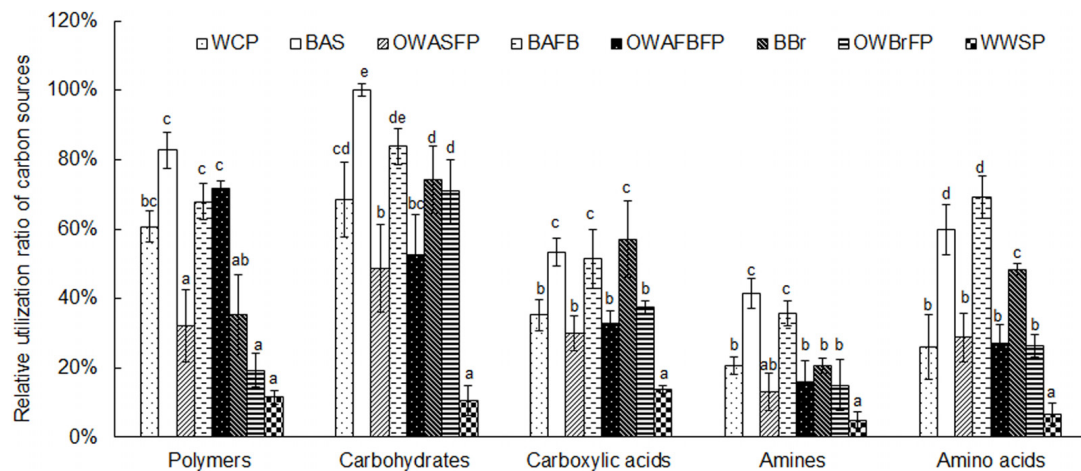 Relative utilization ratio of carbon sources
120%
100%
80%
60%
40%
20%
0%
WCP BAS OWASFP BAFB OWAFBFP BBr OWBrFP WWSP
bc c a c c ab a a
cd e b de bc d d a
b c b c b c b a
b c ab c b b b a
b d b d b c b a
Polymers Carbohydrates Carboxylic acids Amines Amino acids